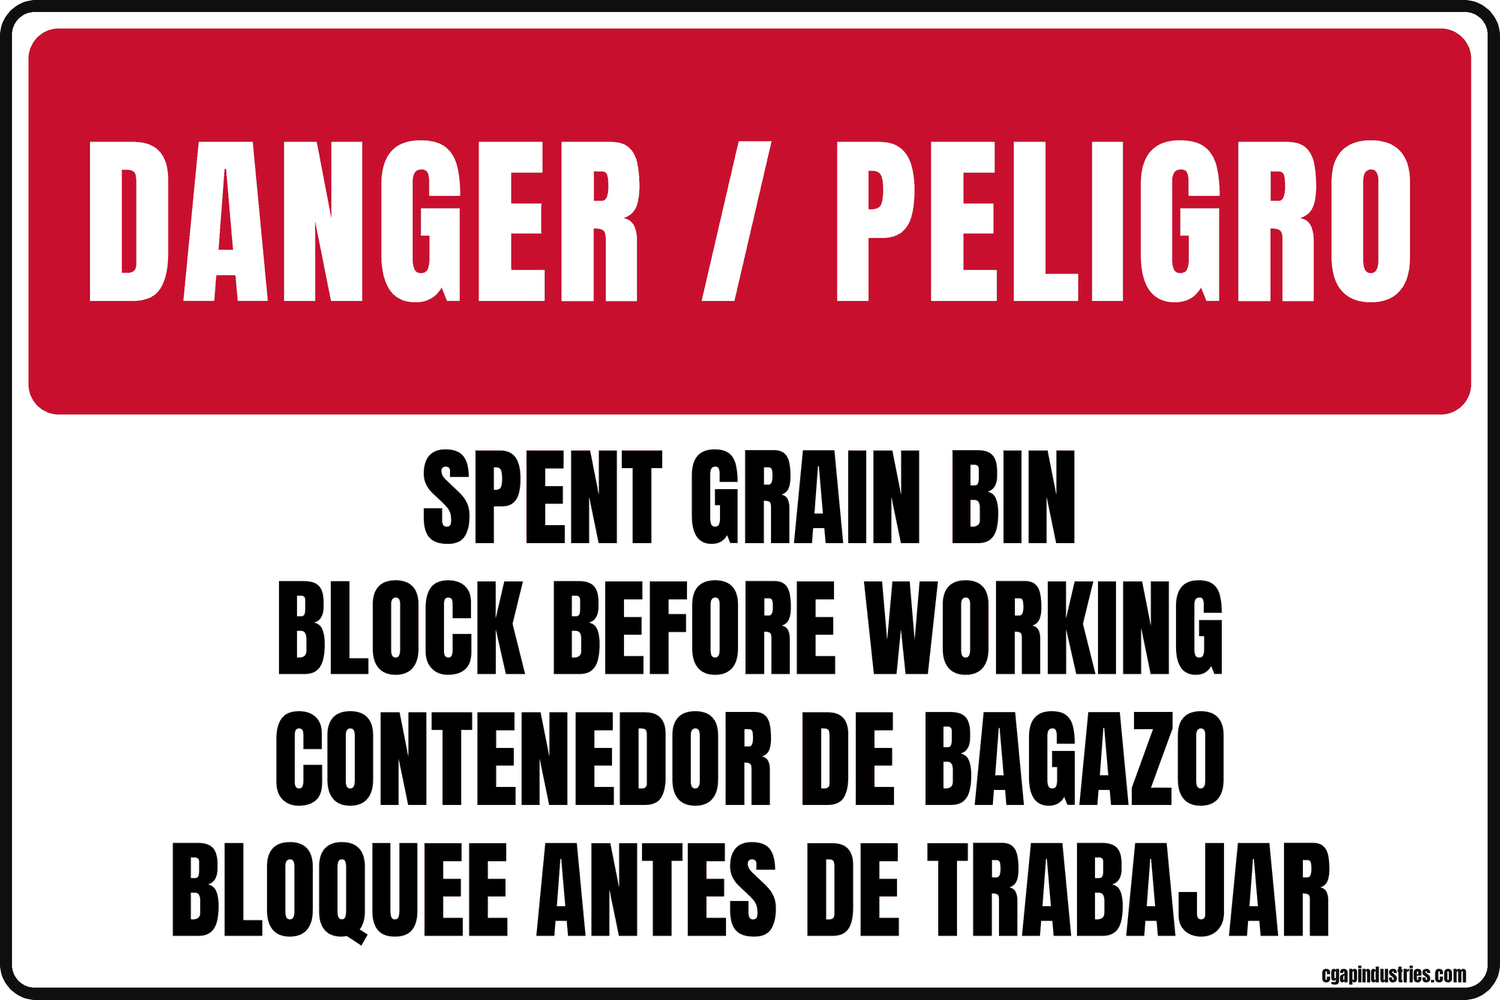 DANGER / PELIGRO
SPENT GRAIN BIN
BLOCK BEFORE WORKING
CONTENEDOR DE BAGAZO
BLOQUEE ANTES DE TRABAJAR
cgapindustries.com